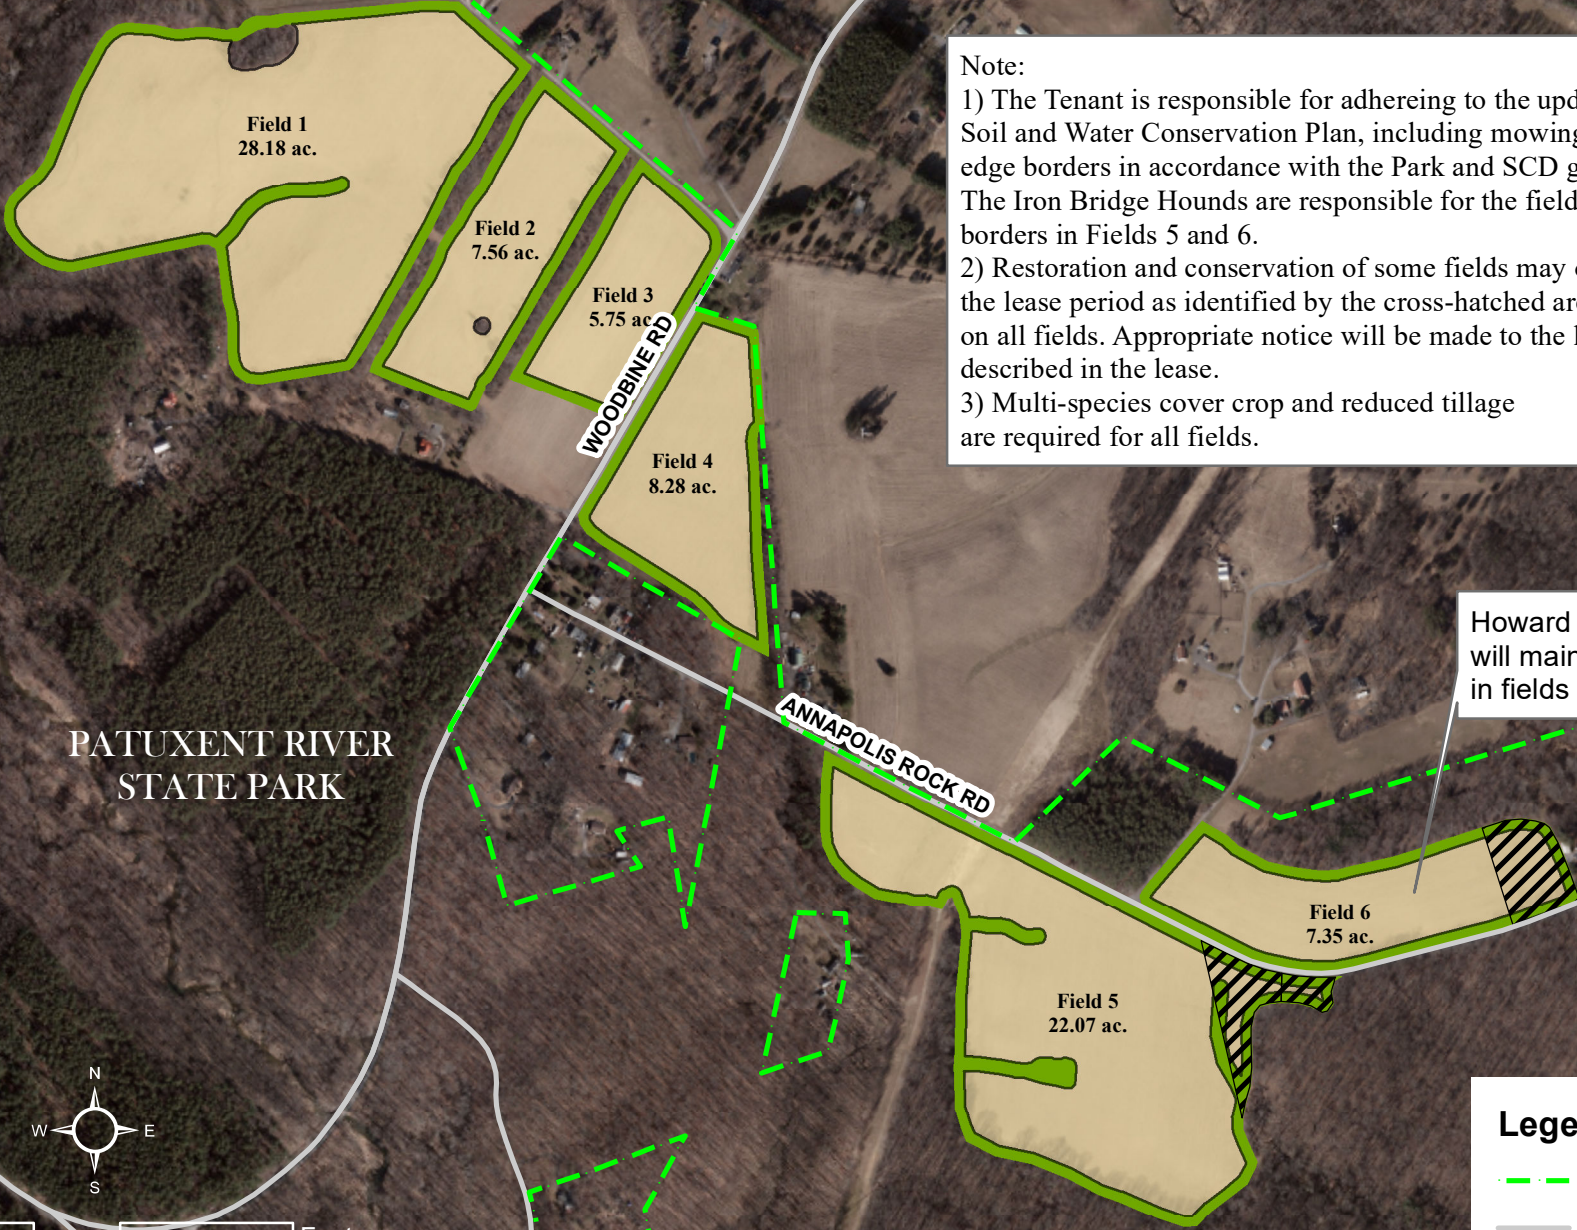 Note:
1) The Tenant is responsible for adhereing to the upd
Soil and Water Conservation Plan, including mowing
edge borders in accordance with the Park and SCD g
The Iron Bridge Hounds are responsible for the field
borders in Fields 5 and 6.
2) Restoration and conservation of some fields may
the lease period as identified by the cross-hatched ar
on all fields. Appropriate notice will be made to the
described in the lease.
3) Multi-species cover crop and reduced tillage
are required for all fields.
Field 1
28.18 ac.
Field 2
7.56 ac.
Field 3
5.75 ac
WOODBINE RD
Field 4
8.28 ac.
Howard
will main
in fields
ANNAPOLIS ROCK RD
PATUXENT RIVER
STATE PARK
Field 6
7.35 ac.
Field 5
22.07 ac.
N
W E
S
Lege